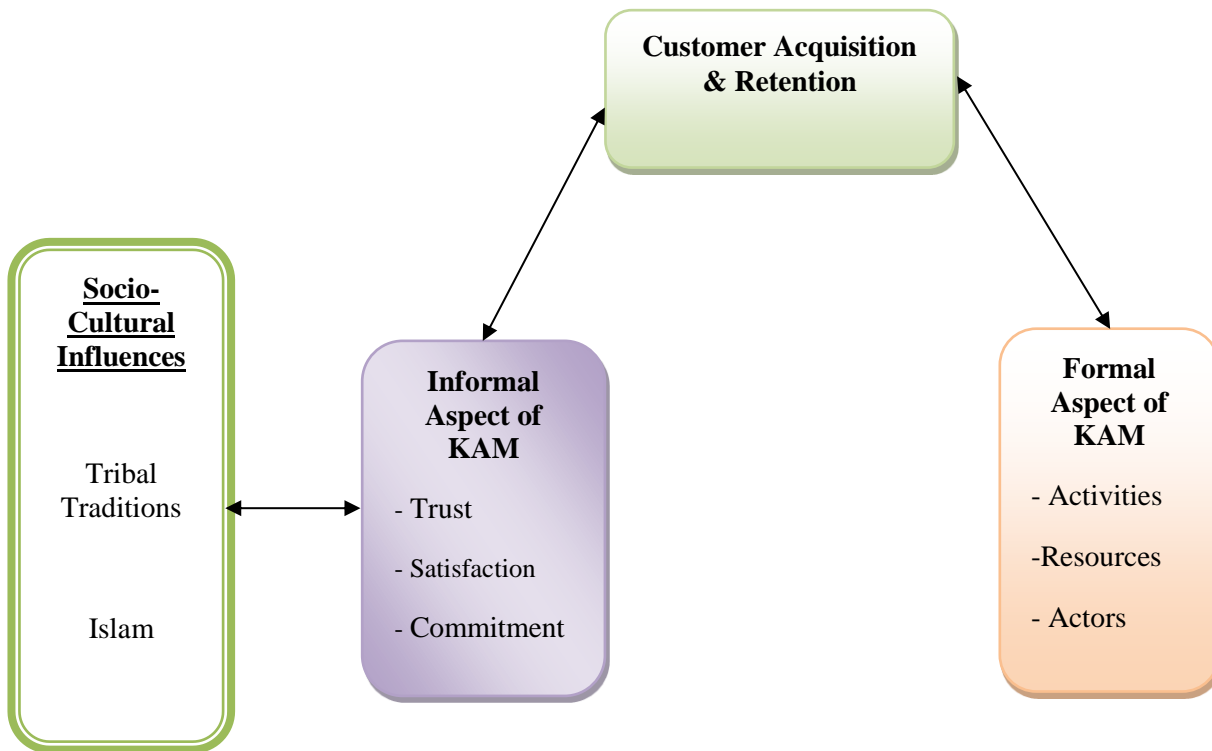 Customer Acquisition
& Retention
Socio-
Cultural
Influences
Tribal
Traditions
Islam
Informal
Aspect of
KAM
- Trust
- Satisfaction
- Commitment
Formal
Aspect of
KAM
- Activities
-Resources
- Actors